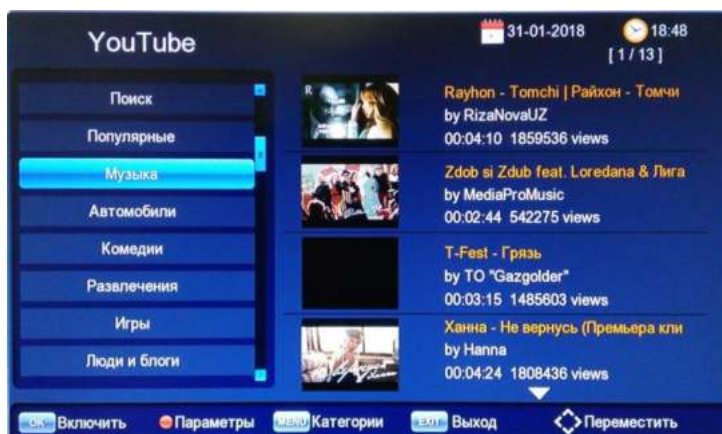 YouTube
31-01-2018
18:48
[ 1 / 13 ]
Поиск
Популярные
Музыка
Автомобили
Комедии
Развлечения
Игры
Люди и блоги
Rayhon - Tomchi | Райхон - Томчи
by RizaNovaUZ
00:04:10 1859536 views
Zdob si Zdub feat. Loredana & Лига
by MediaProMusic
00:02:44 542275 views
T-Fest - Грязь
by TO "Gazgolder"
00:03:15 1485603 views
Ханна - Не вернусь (Премьера кли
by Hanna
00:04:24 1808436 views
OK Включить Параметры MENU Категории EXIT Выход Переместить